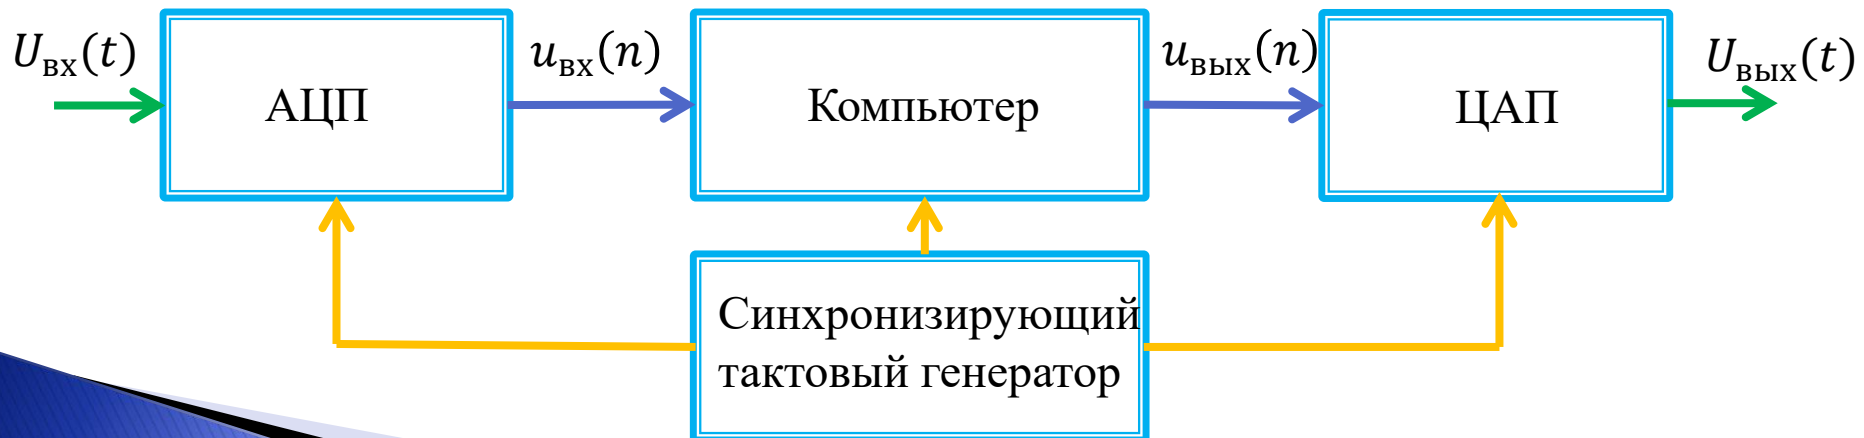 Uвх(t)
АЦП
uвх(n)
Компьютер
uвых(n)
ЦАП
Uвых(t)
Синхронизирующий
тактовый генератор